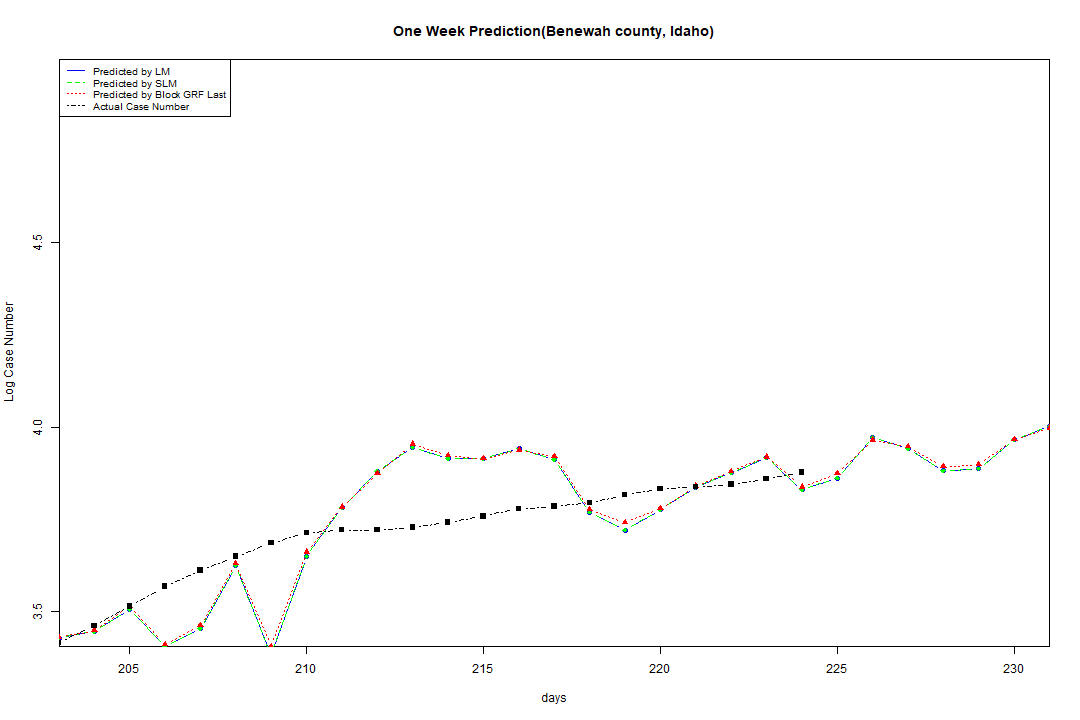 One Week Prediction(Benewah county, Idaho)
Predicted by LM
Predicted by SLM
Predicted by Block GRF Last
Actual Case Number
Log Case Number
4.5
4.0
3.5
205 210 215 220 225 230
days